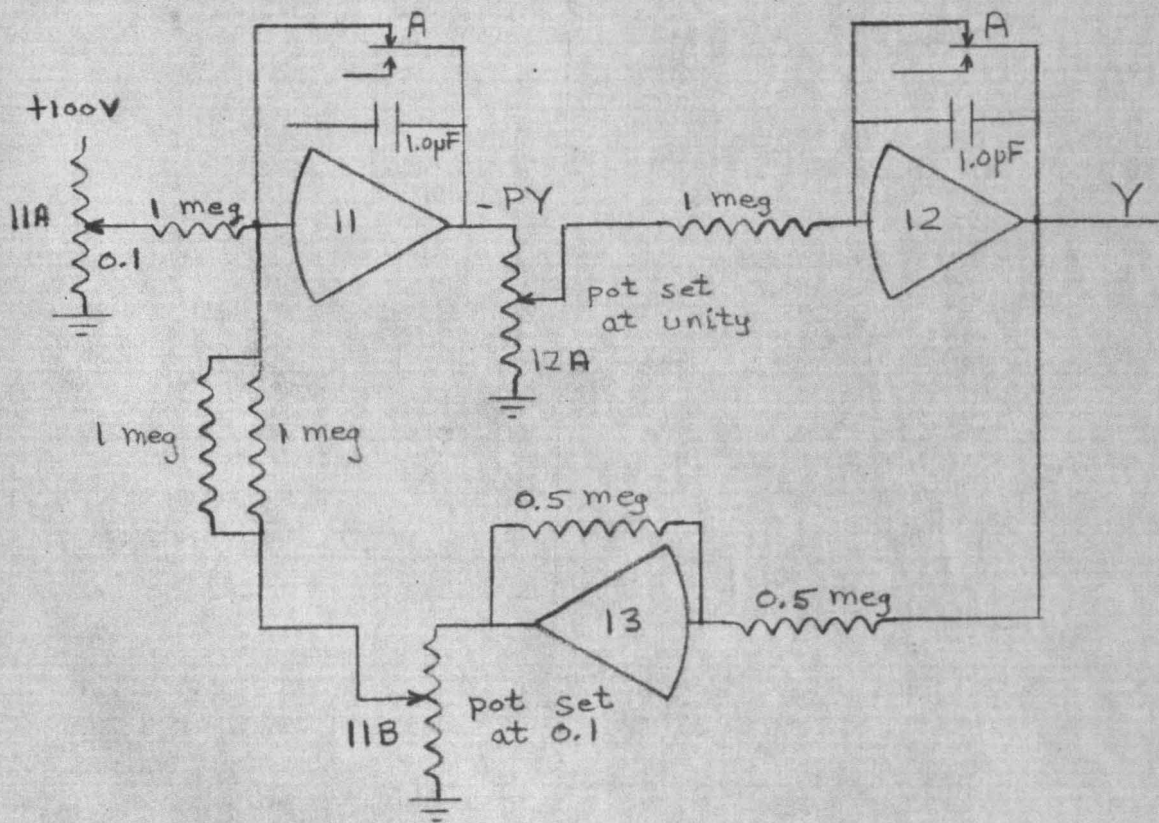 A
A
+100V
1.0µF
1.0µF
11A
1 meg
11
- PY
1 meg
12
Y
0.1
pot set
at unity
12A
1 meg
1 meg
0.5 meg
13
0.5 meg
11B
pot set
at 0.1